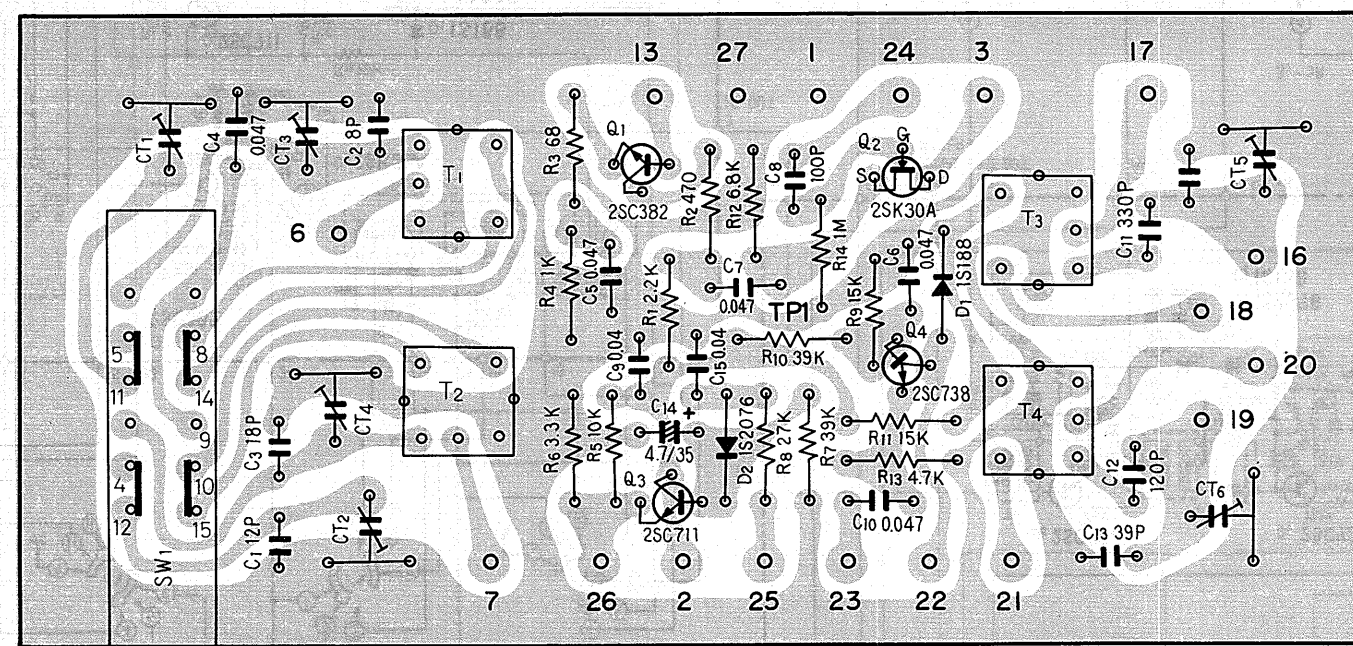 13 27 1 24 3 17
CT1
C4 0.047
CT3
C2 8P
T1
R3 68
Q1
2SC382
R2 470
R12 6.8K
C8 100P
Q2
G
S
D
2SK30A
T3
C11 330P
CT5
6
R4 1K
C5 0.047
R1 2.2K
C7
0.047
R14 1M
R9 15K
C6 0.047
D1 1S188
16
18
20
19
TP1
R10 39K
C9 0.04
C15 0.04
Q4
2SC738
5 8
11 14
9
4 10
12 15
SW1
CT4
C3 18P
T2
C1 12P
CT2
R6 3.3K
R5 10K
C14
+
4.7/35
Q3
2SC711
D2 1S2076
R8 27K
R7 39K
R11 15K
R13 4.7K
C10 0.047
T4
C12 120P
CT6
C13 39P
7 26 2 25 23 22 21